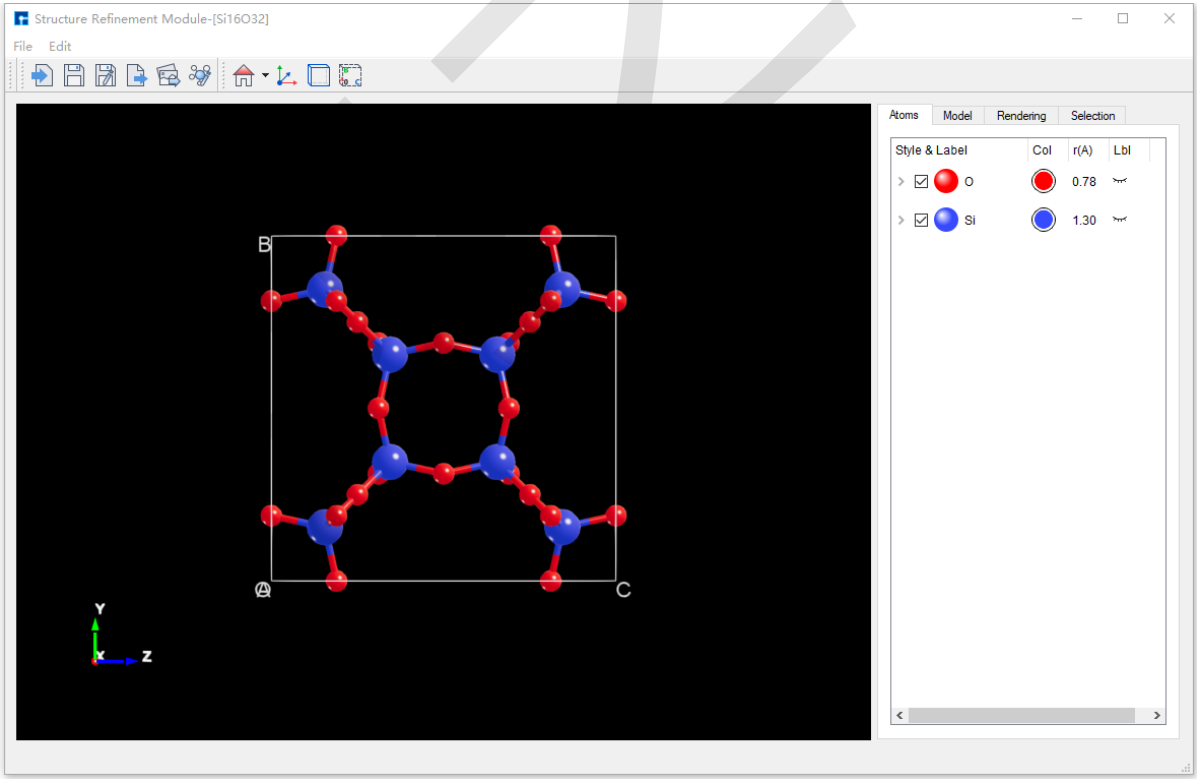 Structure Refinement Module-[Si16O32]
File Edit
Atoms Model Rendering Selection
Style & Label Col r(A) Lbl
O 0.78
Si 1.30
B
C
Y
X
Z